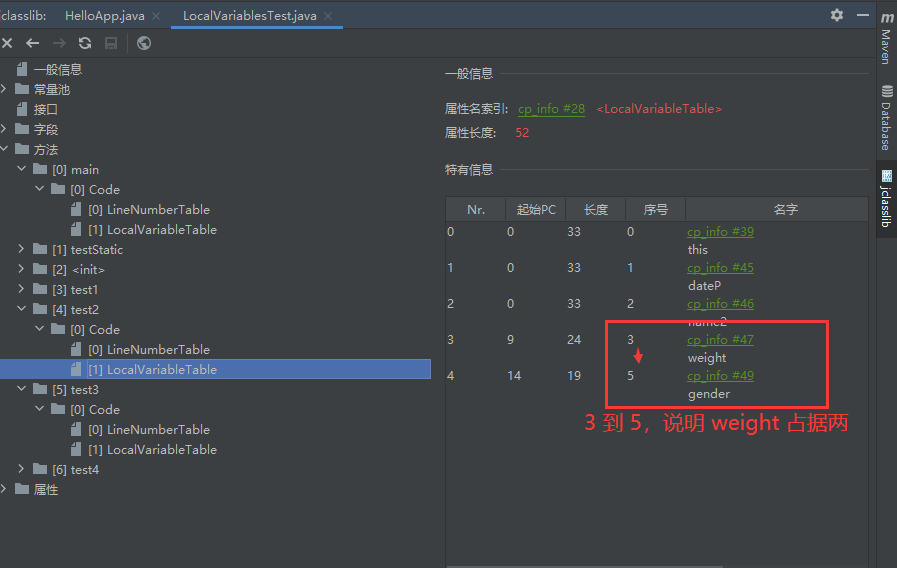 jclasslib:
HelloApp.java
LocalVariablesTest.java
Maven
Database
jclasslib
一般信息
常量池
接口
字段
方法
[0] main
[0] Code
[0] LineNumberTable
[1] LocalVariableTable
[1] testStatic
[2] <init>
[3] test1
[4] test2
[0] Code
[0] LineNumberTable
[1] LocalVariableTable
[5] test3
[0] Code
[0] LineNumberTable
[1] LocalVariableTable
[6] test4
属性
一般信息
属性名索引: cp_info #28 <LocalVariableTable>
属性长度: 52
特有信息
Nr. 起始PC 长度 序号 名字
0 0 33 0 cp_info #39
this
1 0 33 1 cp_info #45
dateP
2 0 33 2 cp_info #46
name2
3 9 24 3 cp_info #47
weight
4 14 19 5 cp_info #49
gender
3 到 5，说明 weight 占据两